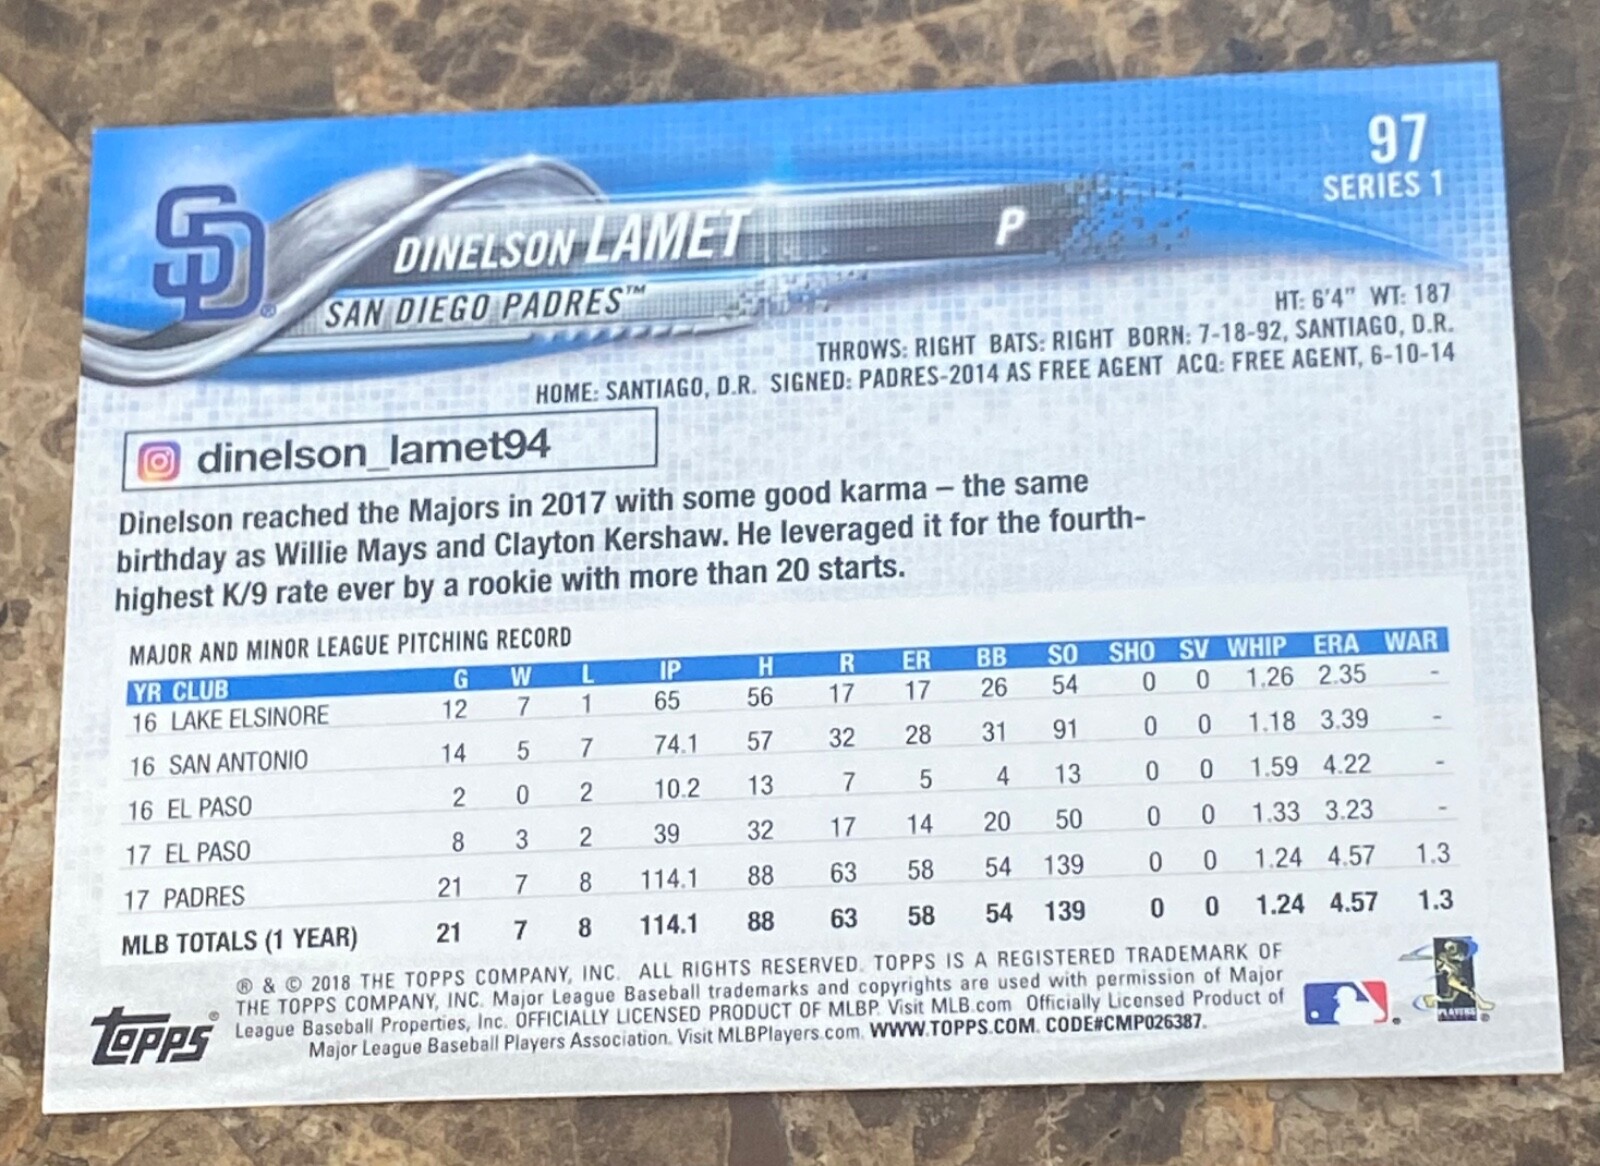 97
SERIES 1
SD®
DINELSON LAMET P
SAN DIEGO PADRES™
HT: 6'4" WT: 187
THROWS: RIGHT BATS: RIGHT BORN: 7-18-92, SANTIAGO, D.R.
HOME: SANTIAGO, D.R. SIGNED: PADRES-2014 AS FREE AGENT ACQ: FREE AGENT, 6-10-14
dinelson_lamet94
Dinelson reached the Majors in 2017 with some good karma – the same
birthday as Willie Mays and Clayton Kershaw. He leveraged it for the fourth-
highest K/9 rate ever by a rookie with more than 20 starts.
MAJOR AND MINOR LEAGUE PITCHING RECORD
YR CLUB G W L IP H R ER BB SO SHO SV WHIP ERA WAR
16 LAKE ELSINORE 12 7 1 65 56 17 17 26 54 0 0 1.26 2.35 -
16 SAN ANTONIO 14 5 7 74.1 57 32 28 31 91 0 0 1.18 3.39 -
16 EL PASO 2 0 2 10.2 13 7 5 4 13 0 0 1.59 4.22 -
17 EL PASO 8 3 2 39 32 17 14 20 50 0 0 1.33 3.23 -
17 PADRES 21 7 8 114.1 88 63 58 54 139 0 0 1.24 4.57 1.3
MLB TOTALS (1 YEAR) 21 7 8 114.1 88 63 58 54 139 0 0 1.24 4.57 1.3
® & © 2018 THE TOPPS COMPANY, INC. ALL RIGHTS RESERVED. TOPPS IS A REGISTERED TRADEMARK OF
THE TOPPS COMPANY, INC. Major League Baseball trademarks and copyrights are used with permission of Major
League Baseball Properties, Inc. OFFICIALLY LICENSED PRODUCT OF MLBP. Visit MLB.com Officially Licensed Product of
Major League Baseball Players Association. Visit MLBPlayers.com. WWW.TOPPS.COM. CODE#CMP026387.
TOPPS®
PLAYERS